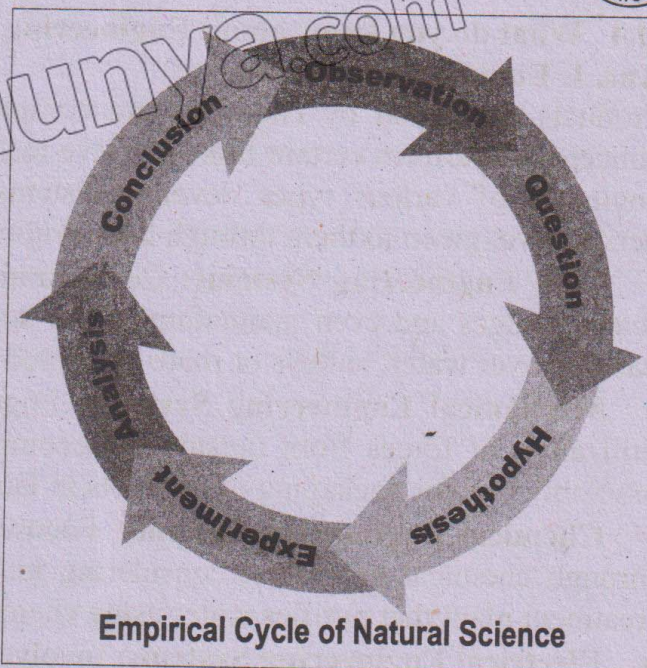 Observation
Question
Hypothesis
Experiment
Analysis
Conclusion
Empirical Cycle of Natural Science